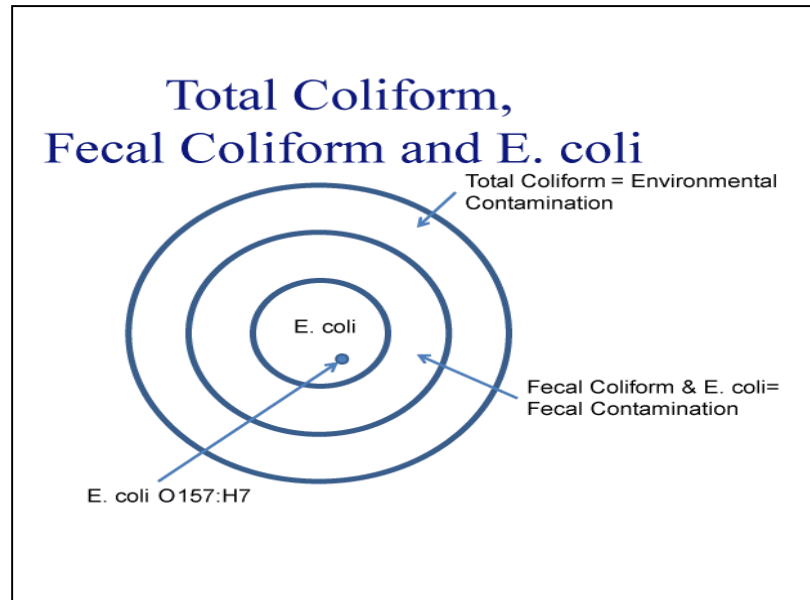 Total Coliform,
Fecal Coliform and E. coli
Total Coliform = Environmental
Contamination
E. coli
Fecal Coliform & E. coli=
Fecal Contamination
E. coli O157:H7